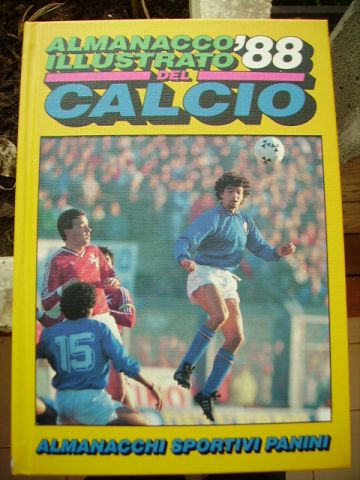 ALMANACCO '88
ILLUSTRATO
DEL
CALCIO
15
ALMANACCHI SPORTIVI PANINI